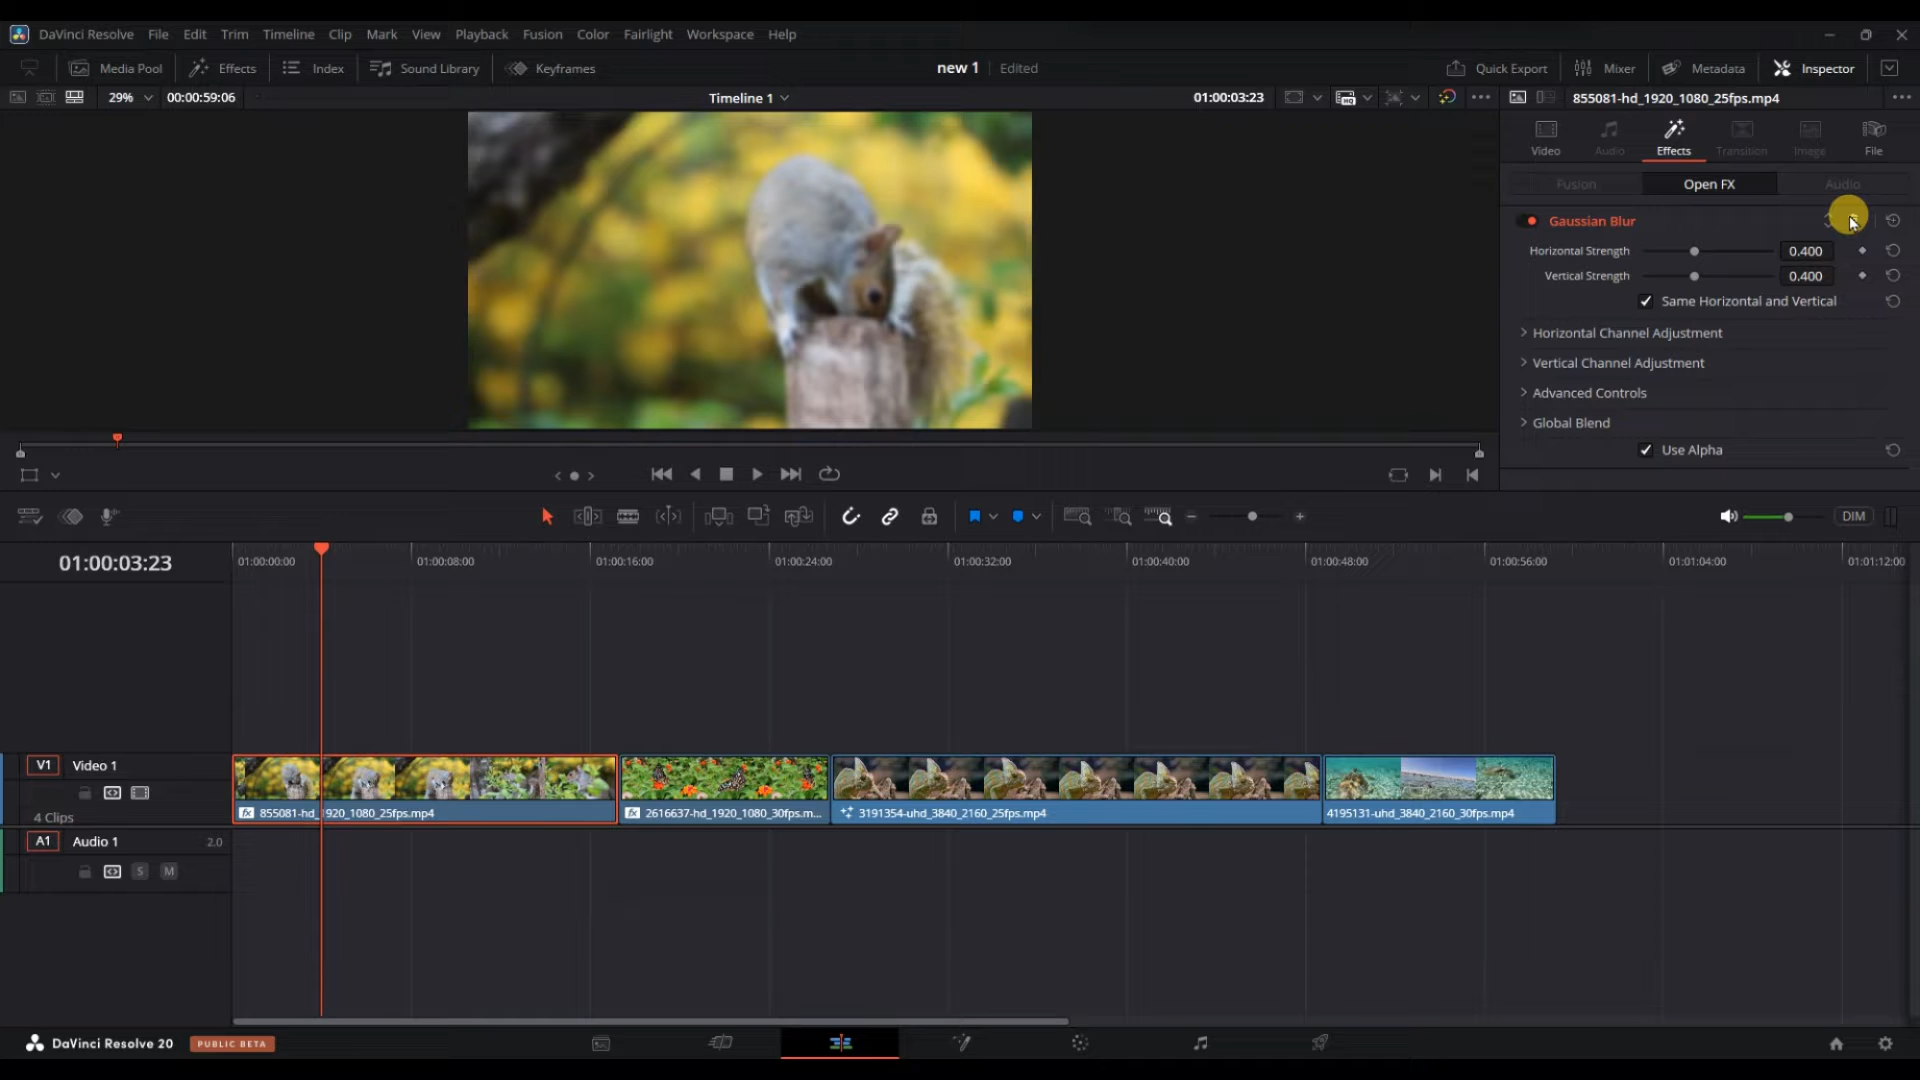 DaVinci Resolve File Edit Trim Timeline Clip Mark View Playback Fusion Color Fairlight Workspace Help
Media Pool Effects Index Sound Library Keyframes new 1 Edited Quick Export Mixer Metadata Inspector
29% 00:00:59:06 Timeline 1 01:00:03:23 855081-hd_1920_1080_25fps.mp4
Video Audio Effects Transition Image File
Fusion Open FX Audio
Gaussian Blur
Horizontal Strength 0.400
Vertical Strength 0.400
Same Horizontal and Vertical
Horizontal Channel Adjustment
Vertical Channel Adjustment
Advanced Controls
Global Blend
Use Alpha
DIM
01:00:03:23 01:00:00:00 01:00:08:00 01:00:16:00 01:00:24:00 01:00:32:00 01:00:40:00 01:00:48:00 01:00:56:00 01:01:04:00 01:01:12:00
V1 Video 1
4 Clips 855081-hd_1920_1080_25fps.mp4 2616637-hd_1920_1080_30fps.m... 3191354-uhd_3840_2160_25fps.mp4 4195131-uhd_3840_2160_30fps.mp4
A1 Audio 1 2.0
S M
DaVinci Resolve 20 PUBLIC BETA